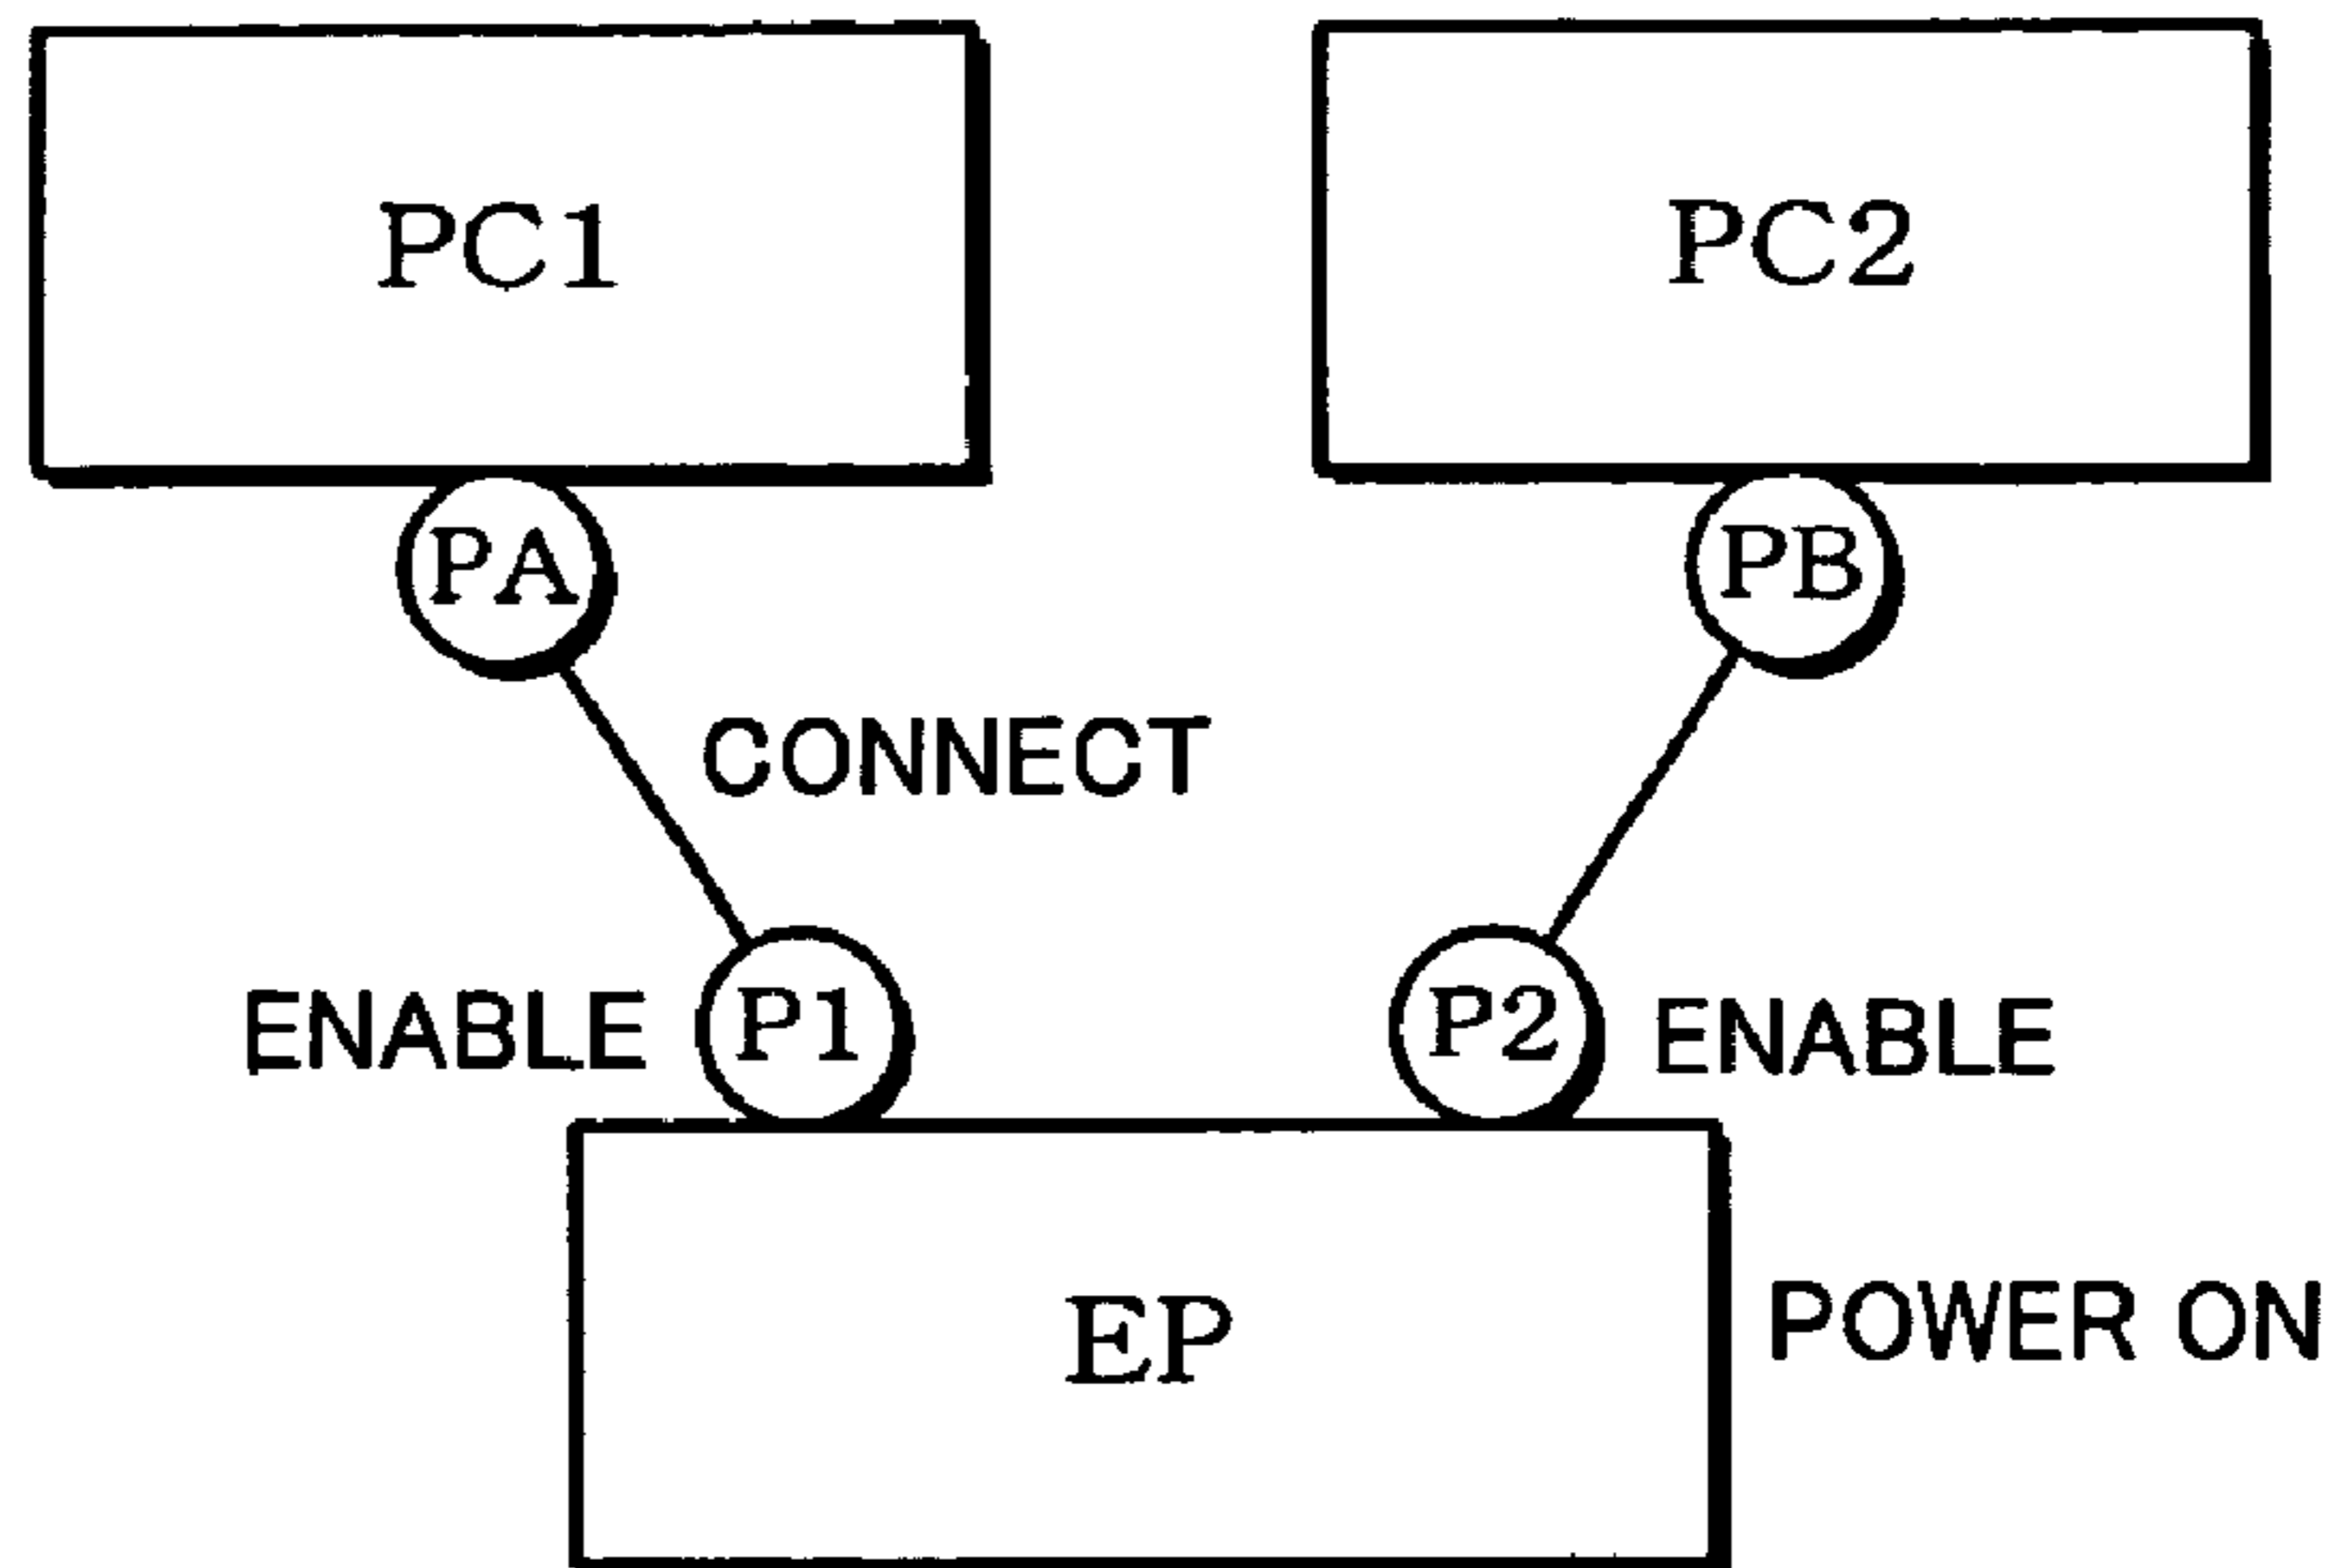 PC1
PC2
PA
PB
CONNECT
ENABLE
P1
P2
ENABLE
EP
POWER ON